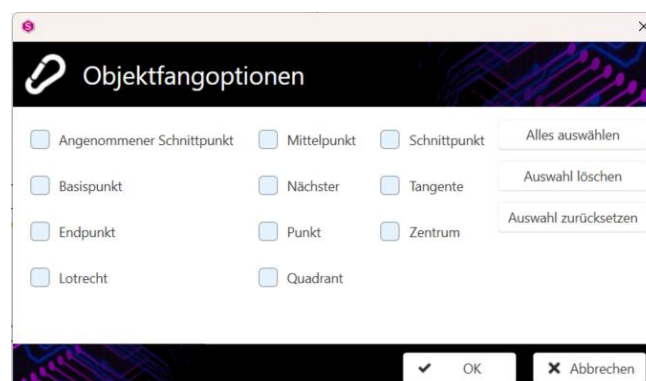 Objektfangoptionen
Angenommener Schnittpunkt Mittelpunkt Schnittpunkt Alles auswählen
Basispunkt Nächster Tangente Auswahl löschen
Endpunkt Punkt Zentrum Auswahl zurücksetzen
Lotrecht Quadrant
OK Abbrechen